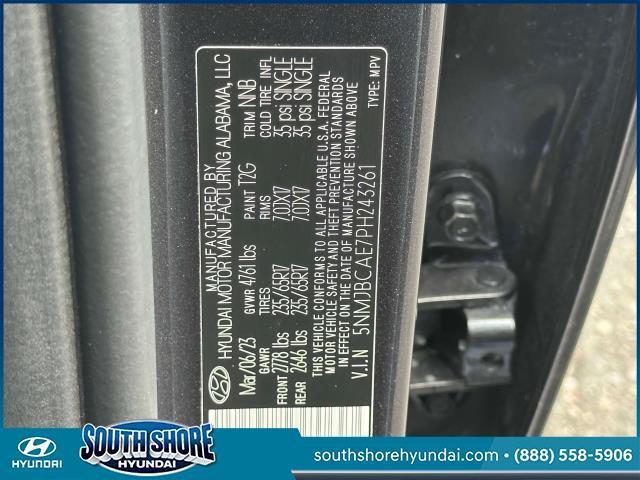 MANUFACTURED BY
HYUNDAI MOTOR MANUFACTURING ALABAMA, LLC
Mar/06/23 GVWR 4761 lbs PAINT T2G TRIM NNB
GAWR TIRES RIMS COLD TIRE INFL
FRONT 2778 lbs 235/65R17 7.0JX17 35 psi SINGLE
REAR 2646 lbs 235/65R17 7.0JX17 35 psi SINGLE
THIS VEHICLE CONFORMS TO ALL APPLICABLE U.S.A. FEDERAL
MOTOR VEHICLE SAFETY AND THEFT PREVENTION STANDARDS
IN EFFECT ON THE DATE OF MANUFACTURE SHOWN ABOVE
V.I.N 5NMJBCAE7PH243261 TYPE: MPV
HYUNDAI
SOUTH SHORE
HYUNDAI
southshorehyundai.com • (888) 558-5906